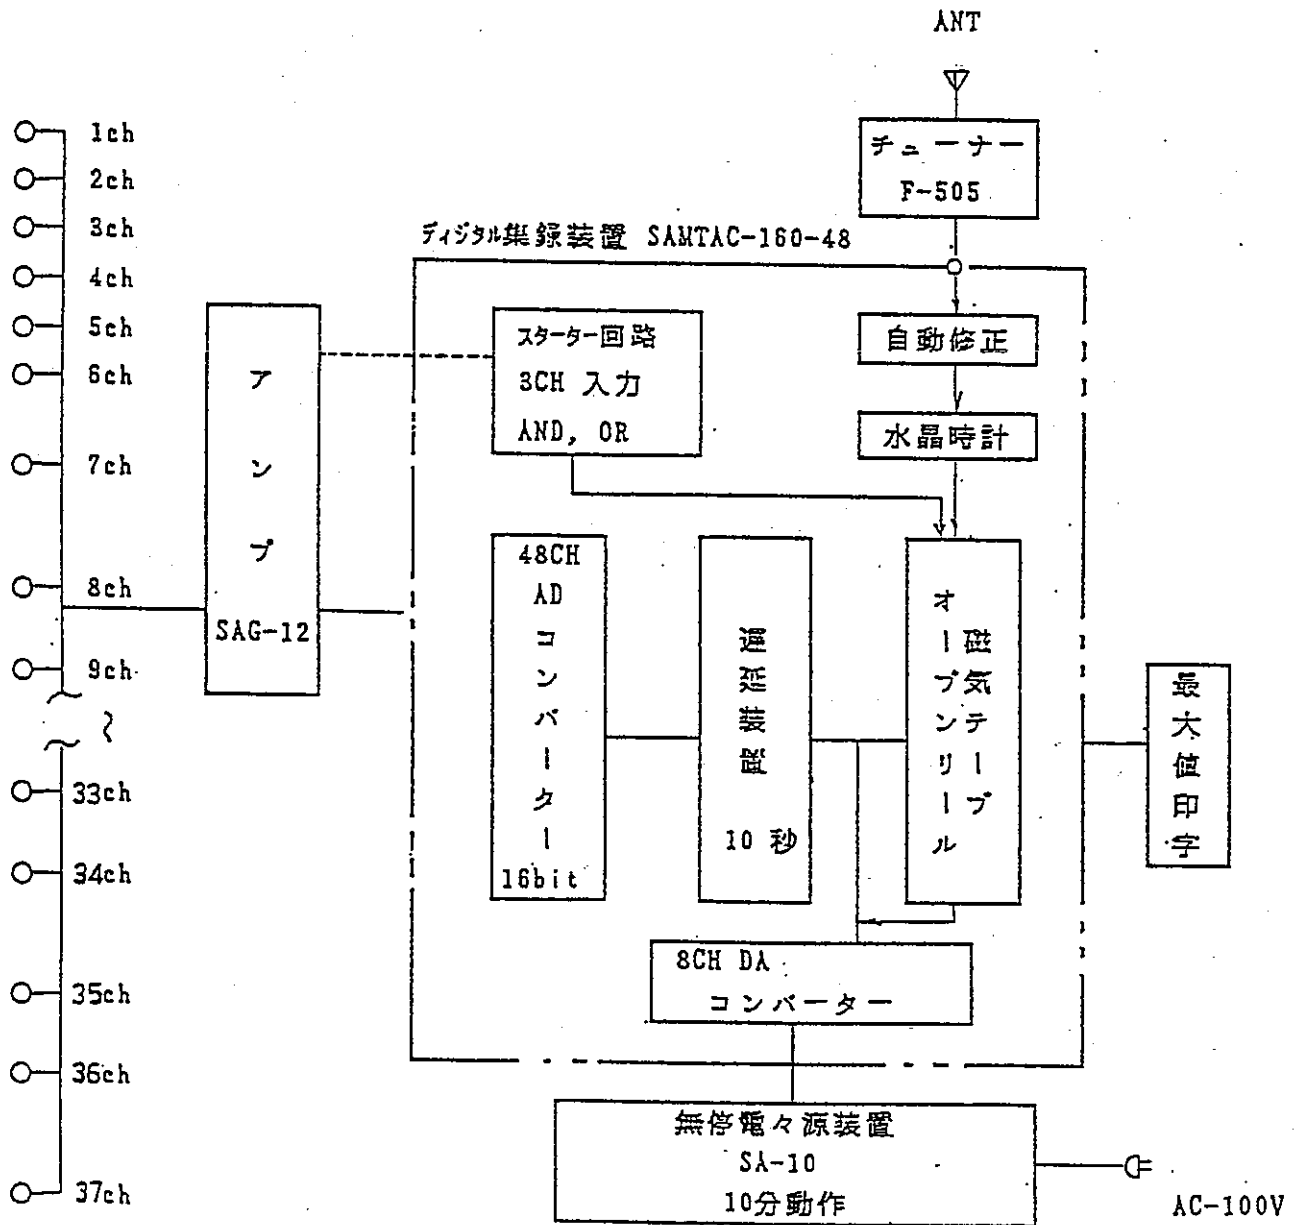 ANT
チューナー
F-505
1ch
2ch
3ch
4ch
5ch
6ch
7ch
8ch
9ch
33ch
34ch
35ch
36ch
37ch
アンプ
SAG-12
ディジタル集録装置 SAMTAC-160-48
スターター回路
3CH 入力
AND, OR
自動修正
水晶時計
48CH
AD
コンバーター
16bit
遅延装置
10 秒
磁気テープ
オープンリール
8CH DA
コンバーター
最大値印字
無停電々源装置
SA-10
10分動作
AC-100V